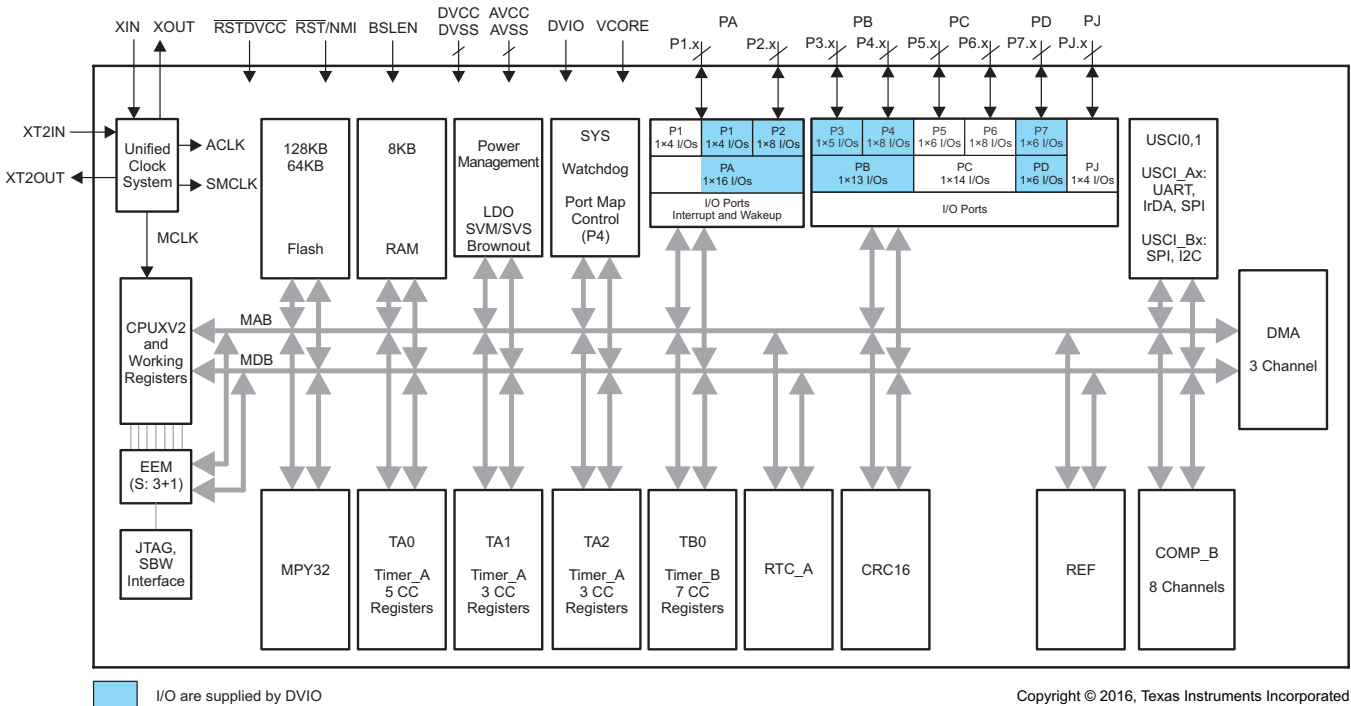 XIN XOUT RSTDVCC RST/NMI BSLEN DVCC DVSS AVCC AVSS DVIO VCORE
PA PB PC PD PJ
P1.x P2.x P3.x P4.x P5.x P6.x P7.x PJ.x
XT2IN
XT2OUT
Unified
Clock
System
ACLK
SMCLK
MCLK
128KB
64KB
Flash
8KB
RAM
Power
Management
LDO
SVM/SVS
Brownout
SYS
Watchdog
Port Map
Control
(P4)
P1
1×4 I/Os
P1
1×4 I/Os
P2
1×8 I/Os
PA
1×16 I/Os
I/O Ports
Interrupt and Wakeup
P3
1×5 I/Os
P4
1×8 I/Os
P5
1×6 I/Os
P6
1×8 I/Os
P7
1×6 I/Os
PB
1×13 I/Os
PC
1×14 I/Os
PD
1×6 I/Os
PJ
1×4 I/Os
I/O Ports
USCI0,1
USCI_Ax:
UART,
IrDA, SPI
USCI_Bx:
SPI, I2C
CPUXV2
and
Working
Registers
MAB
MDB
DMA
3 Channel
EEM
(S: 3+1)
JTAG,
SBW
Interface
MPY32
TA0
Timer_A
5 CC
Registers
TA1
Timer_A
3 CC
Registers
TA2
Timer_A
3 CC
Registers
TB0
Timer_B
7 CC
Registers
RTC_A
CRC16
REF
COMP_B
8 Channels
I/O are supplied by DVIO
Copyright © 2016, Texas Instruments Incorporated